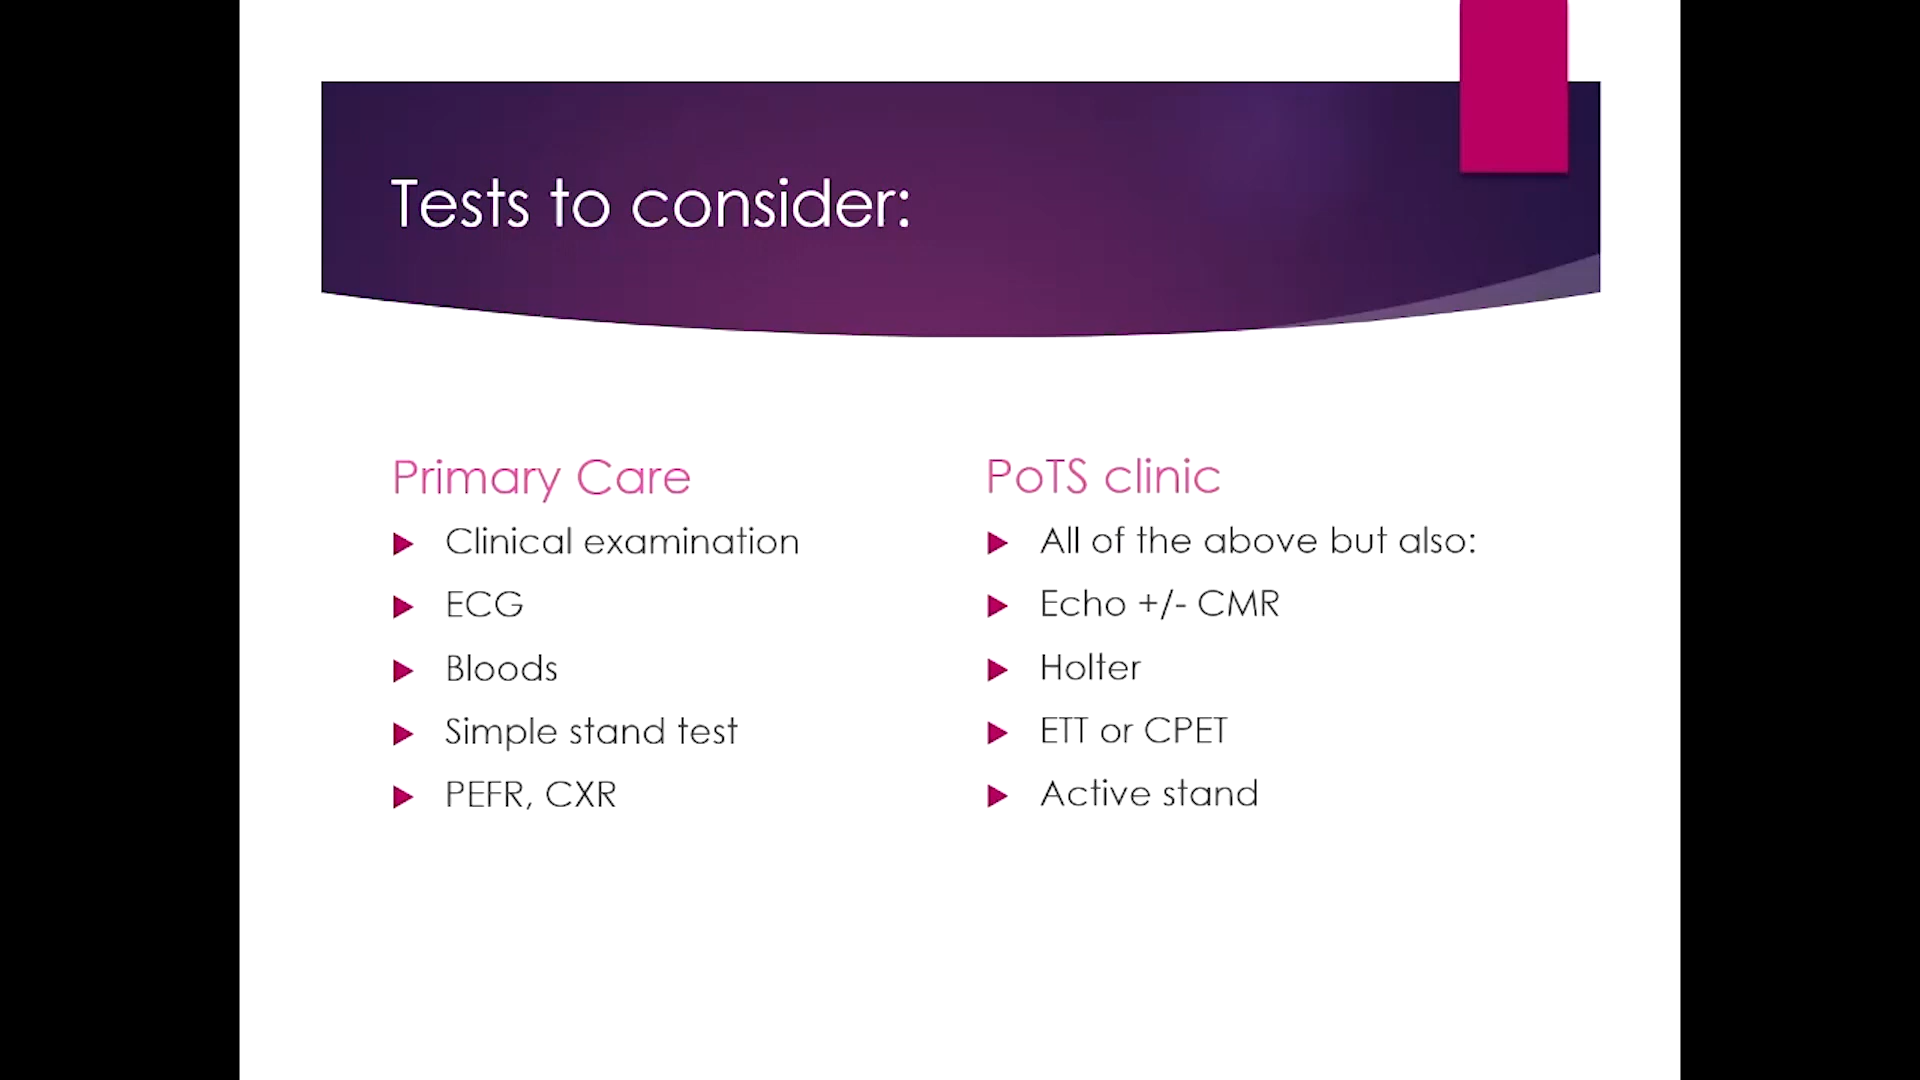 Tests to consider:
Primary Care
Clinical examination
ECG
Bloods
Simple stand test
PEFR, CXR
PoTS clinic
All of the above but also:
Echo +/- CMR
Holter
ETT or CPET
Active stand